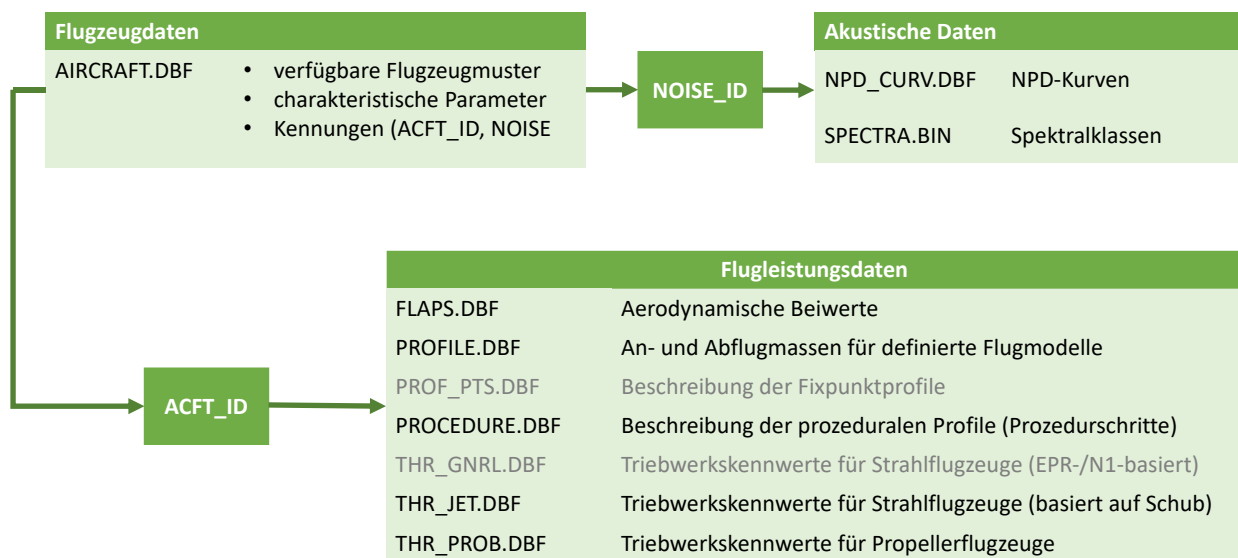 Flugzeugdaten
AIRCRAFT.DBF • verfügbare Flugzeugmuster
• charakteristische Parameter
• Kennungen (ACFT_ID, NOISE
NOISE_ID
Akustische Daten
NPD_CURV.DBF NPD-Kurven
SPECTRA.BIN Spektralklassen
ACFT_ID
Flugleistungsdaten
FLAPS.DBF Aerodynamische Beiwerte
PROFILE.DBF An- und Abflugmassen für definierte Flugmodelle
PROF_PTS.DBF Beschreibung der Fixpunktprofile
PROCEDURE.DBF Beschreibung der prozeduralen Profile (Prozedurschritte)
THR_GNRL.DBF Triebwerkskennwerte für Strahlflugzeuge (EPR-/N1-basiert)
THR_JET.DBF Triebwerkskennwerte für Strahlflugzeuge (basiert auf Schub)
THR_PROB.DBF Triebwerkskennwerte für Propellerflugzeuge